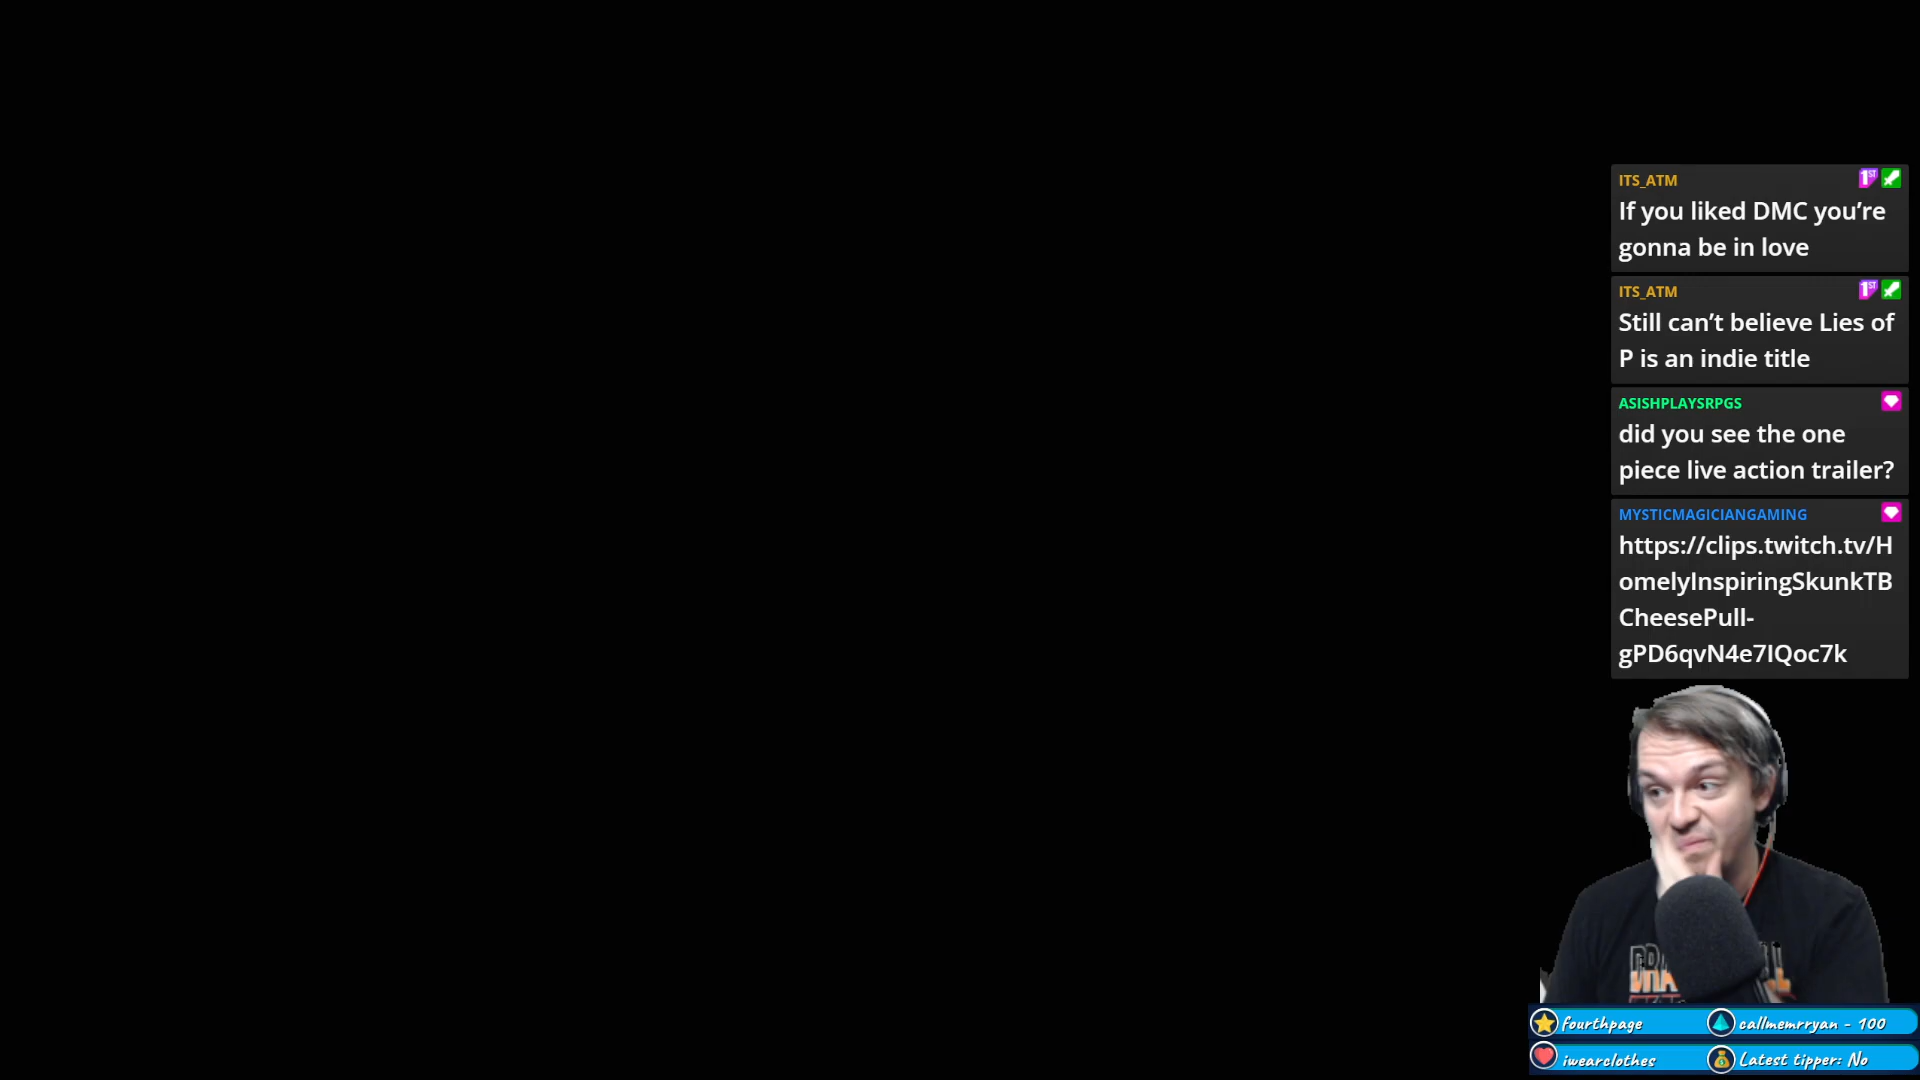 ITS_ATM
If you liked DMC you’re
gonna be in love
ITS_ATM
Still can’t believe Lies of
P is an indie title
ASISHPLAYSRPGS
did you see the one
piece live action trailer?
MYSTICMAGICIANGAMING
https://clips.twitch.tv/H
omelyInspiringSkunkTB
CheesePull-
gPD6qvN4e7IQoc7k
fourthpage
callmemrryan - 100
iwearclothes
Latest tipper: No